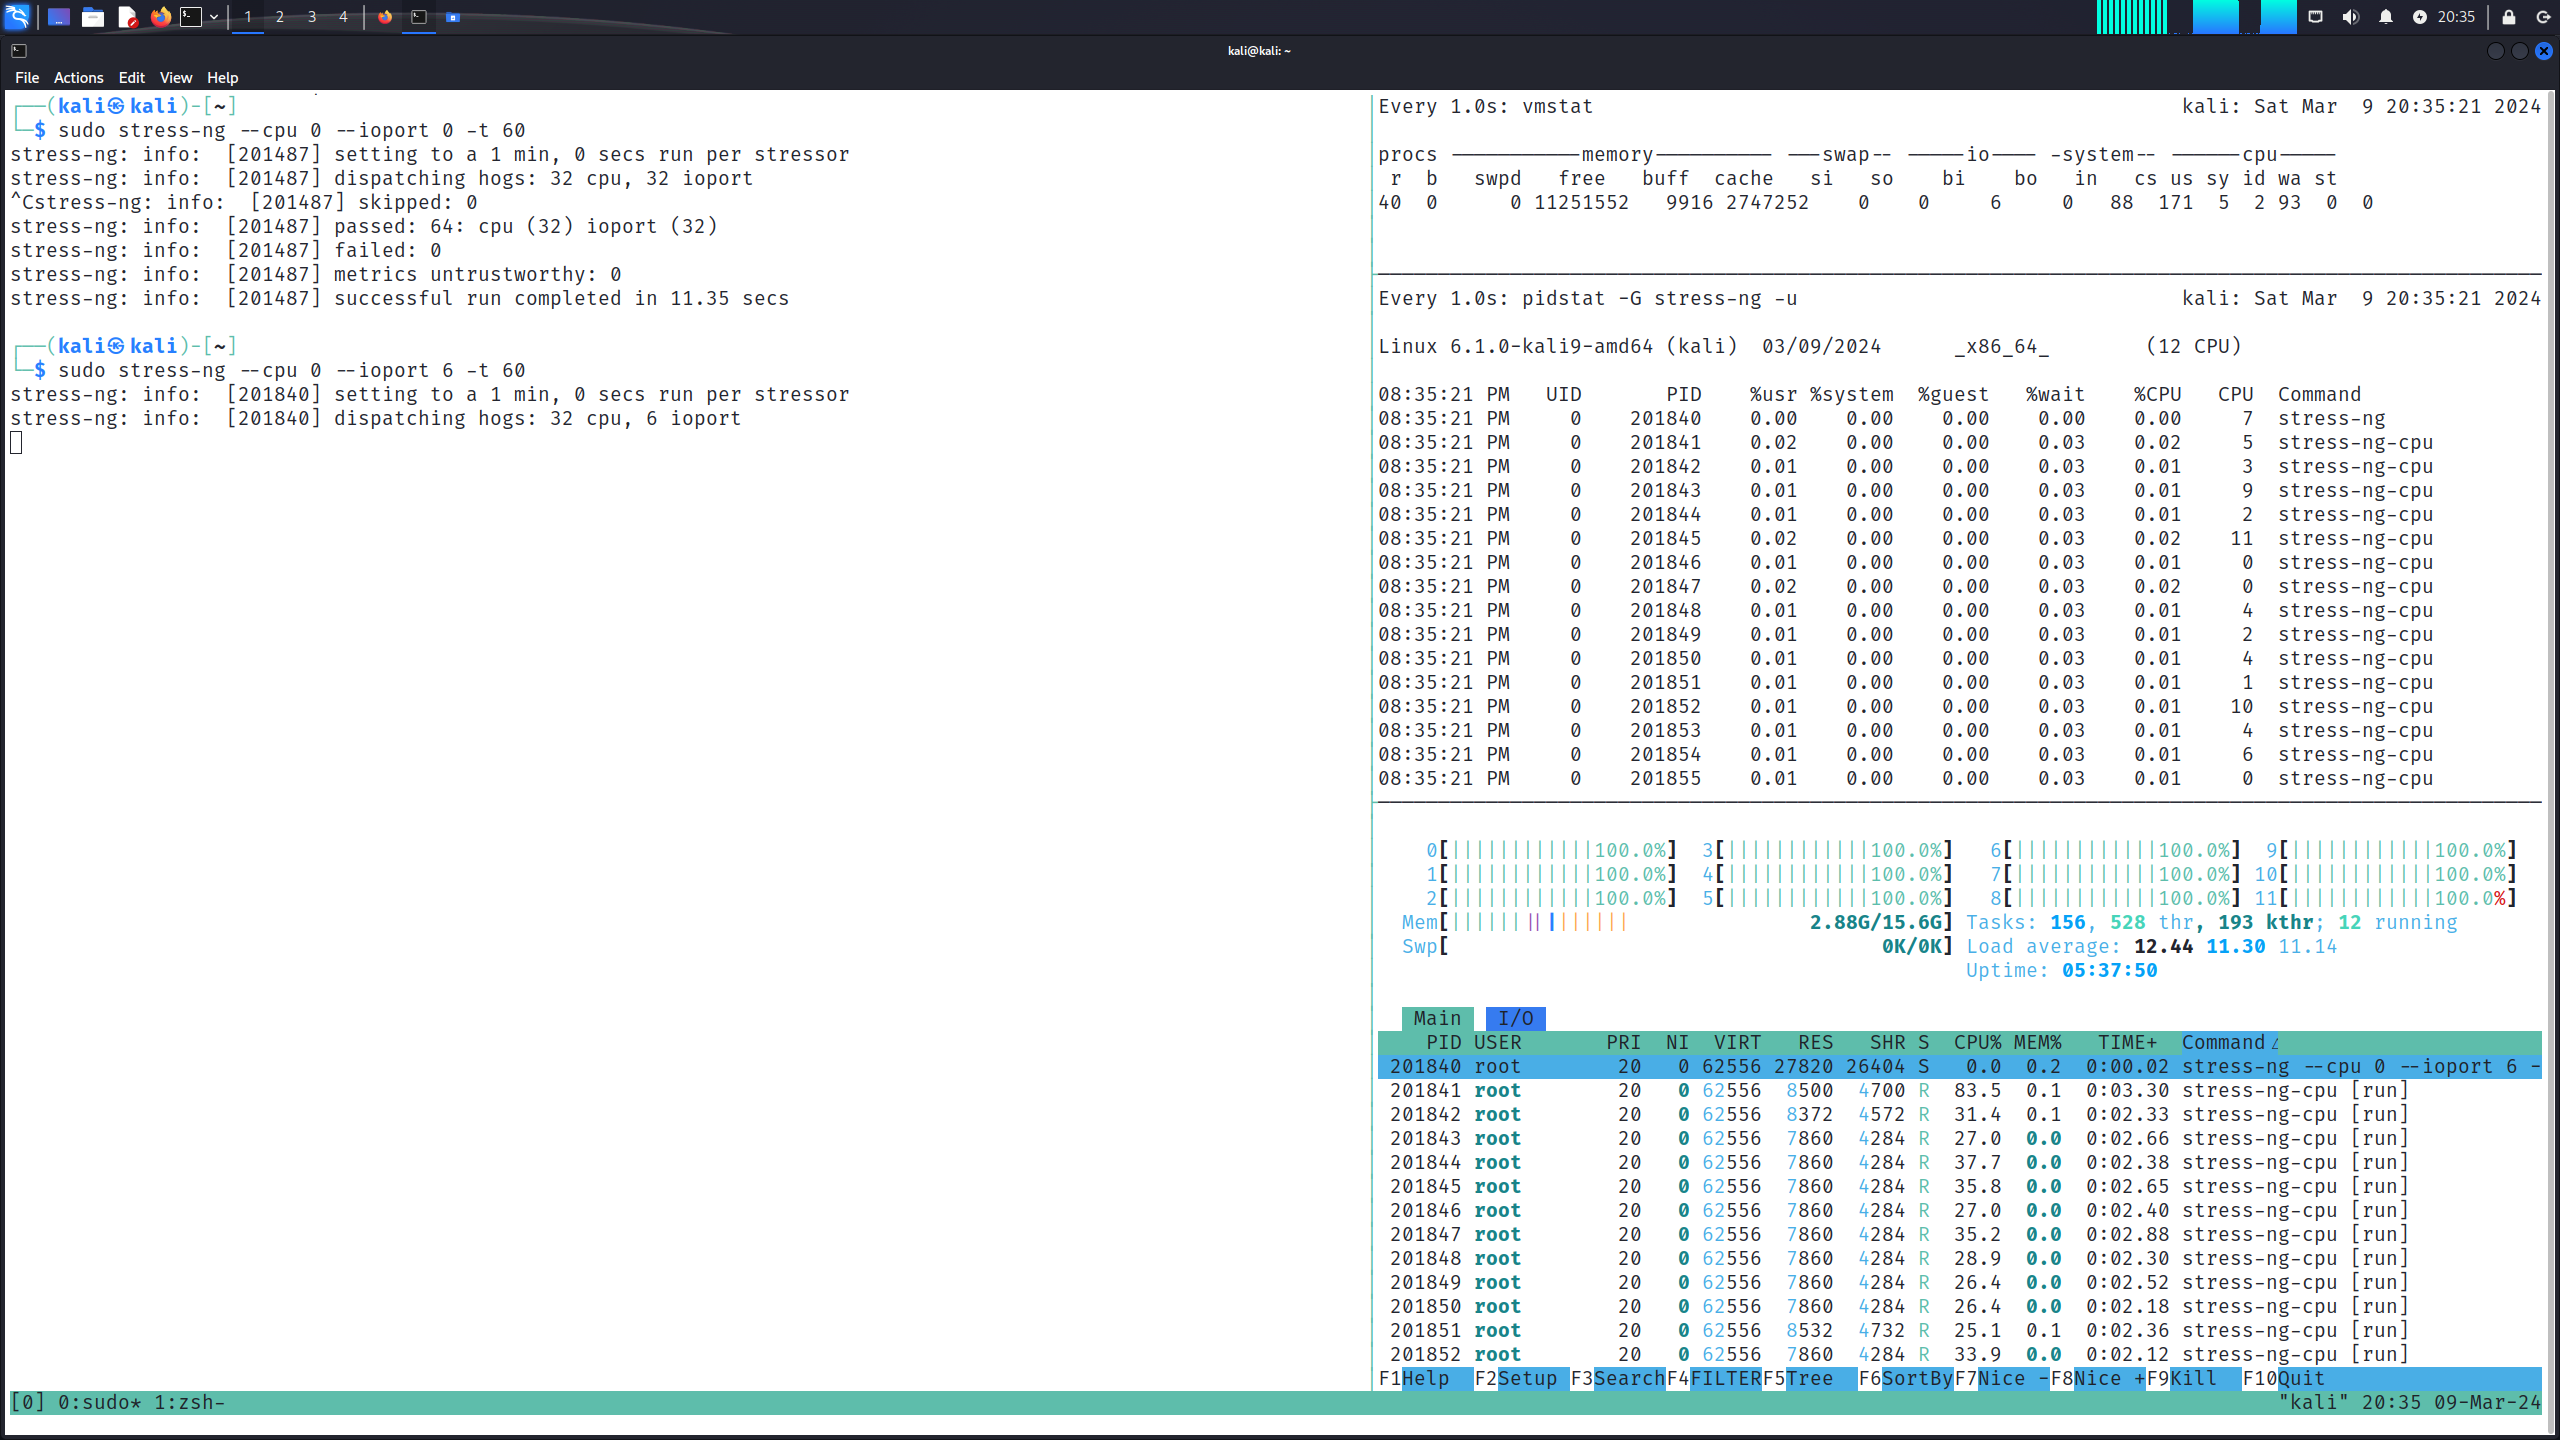 1 2 3 4 20:35
kali@kali: ~
File Actions Edit View Help
┌──(kali㉿kali)-[~]
└─$ sudo stress-ng --cpu 0 --ioport 0 -t 60
stress-ng: info:  [201487] setting to a 1 min, 0 secs run per stressor
stress-ng: info:  [201487] dispatching hogs: 32 cpu, 32 ioport
^Cstress-ng: info:  [201487] skipped: 0
stress-ng: info:  [201487] passed: 64: cpu (32) ioport (32)
stress-ng: info:  [201487] failed: 0
stress-ng: info:  [201487] metrics untrustworthy: 0
stress-ng: info:  [201487] successful run completed in 11.35 secs
┌──(kali㉿kali)-[~]
└─$ sudo stress-ng --cpu 0 --ioport 6 -t 60
stress-ng: info:  [201840] setting to a 1 min, 0 secs run per stressor
stress-ng: info:  [201840] dispatching hogs: 32 cpu, 6 ioport
Every 1.0s: vmstat kali: Sat Mar  9 20:35:21 2024
procs -----------memory---------- ---swap-- -----io---- -system-- ------cpu-----
r b swpd free buff cache si so bi bo in cs us sy id wa st
40 0 0 11251552 9916 2747252 0 0 6 0 88 171 5 2 93 0 0
Every 1.0s: pidstat -G stress-ng -u kali: Sat Mar  9 20:35:21 2024
Linux 6.1.0-kali9-amd64 (kali) 03/09/2024 _x86_64_ (12 CPU)
08:35:21 PM UID PID %usr %system %guest %wait %CPU CPU Command
08:35:21 PM 0 201840 0.00 0.00 0.00 0.00 0.00 7 stress-ng
08:35:21 PM 0 201841 0.02 0.00 0.00 0.03 0.02 5 stress-ng-cpu
08:35:21 PM 0 201842 0.01 0.00 0.00 0.03 0.01 3 stress-ng-cpu
08:35:21 PM 0 201843 0.01 0.00 0.00 0.03 0.01 9 stress-ng-cpu
08:35:21 PM 0 201844 0.01 0.00 0.00 0.03 0.01 2 stress-ng-cpu
08:35:21 PM 0 201845 0.02 0.00 0.00 0.03 0.02 11 stress-ng-cpu
08:35:21 PM 0 201846 0.01 0.00 0.00 0.03 0.01 0 stress-ng-cpu
08:35:21 PM 0 201847 0.02 0.00 0.00 0.03 0.02 0 stress-ng-cpu
08:35:21 PM 0 201848 0.01 0.00 0.00 0.03 0.01 4 stress-ng-cpu
08:35:21 PM 0 201849 0.01 0.00 0.00 0.03 0.01 2 stress-ng-cpu
08:35:21 PM 0 201850 0.01 0.00 0.00 0.03 0.01 4 stress-ng-cpu
08:35:21 PM 0 201851 0.01 0.00 0.00 0.03 0.01 1 stress-ng-cpu
08:35:21 PM 0 201852 0.01 0.00 0.00 0.03 0.01 10 stress-ng-cpu
08:35:21 PM 0 201853 0.01 0.00 0.00 0.03 0.01 4 stress-ng-cpu
08:35:21 PM 0 201854 0.01 0.00 0.00 0.03 0.01 6 stress-ng-cpu
08:35:21 PM 0 201855 0.01 0.00 0.00 0.03 0.01 0 stress-ng-cpu
0[||||||||||||100.0%] 3[||||||||||||100.0%] 6[||||||||||||100.0%] 9[||||||||||||100.0%]
1[||||||||||||100.0%] 4[||||||||||||100.0%] 7[||||||||||||100.0%] 10[||||||||||||100.0%]
2[||||||||||||100.0%] 5[||||||||||||100.0%] 8[||||||||||||100.0%] 11[||||||||||||100.0%]
Mem[||||||||||||||| 2.88G/15.6G] Tasks: 156, 528 thr, 193 kthr; 12 running
Swp[ 0K/0K] Load average: 12.44 11.30 11.14
Uptime: 05:37:50
Main I/O
PID USER PRI NI VIRT RES SHR S CPU% MEM% TIME+ Command△
201840 root 20 0 62556 27820 26404 S 0.0 0.2 0:00.02 stress-ng --cpu 0 --ioport 6 -
201841 root 20 0 62556 8500 4700 R 83.5 0.1 0:03.30 stress-ng-cpu [run]
201842 root 20 0 62556 8372 4572 R 31.4 0.1 0:02.33 stress-ng-cpu [run]
201843 root 20 0 62556 7860 4284 R 27.0 0.0 0:02.66 stress-ng-cpu [run]
201844 root 20 0 62556 7860 4284 R 37.7 0.0 0:02.38 stress-ng-cpu [run]
201845 root 20 0 62556 7860 4284 R 35.8 0.0 0:02.65 stress-ng-cpu [run]
201846 root 20 0 62556 7860 4284 R 27.0 0.0 0:02.40 stress-ng-cpu [run]
201847 root 20 0 62556 7860 4284 R 35.2 0.0 0:02.88 stress-ng-cpu [run]
201848 root 20 0 62556 7860 4284 R 28.9 0.0 0:02.30 stress-ng-cpu [run]
201849 root 20 0 62556 7860 4284 R 26.4 0.0 0:02.52 stress-ng-cpu [run]
201850 root 20 0 62556 7860 4284 R 26.4 0.0 0:02.18 stress-ng-cpu [run]
201851 root 20 0 62556 8532 4732 R 25.1 0.1 0:02.36 stress-ng-cpu [run]
201852 root 20 0 62556 7860 4284 R 33.9 0.0 0:02.12 stress-ng-cpu [run]
F1Help  F2Setup F3SearchF4FILTERF5Tree  F6SortByF7Nice -F8Nice +F9Kill  F10Quit
[0] 0:sudo* 1:zsh- "kali" 20:35 09-Mar-24